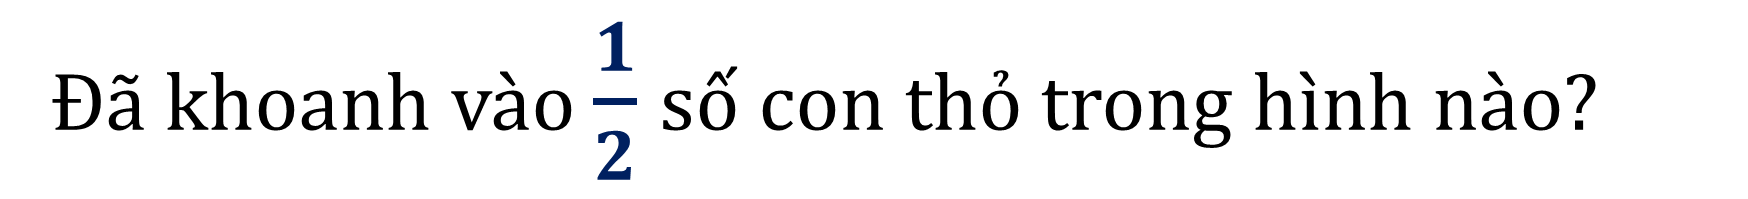 Đã khoanh vào 1/2 số con thỏ trong hình nào?